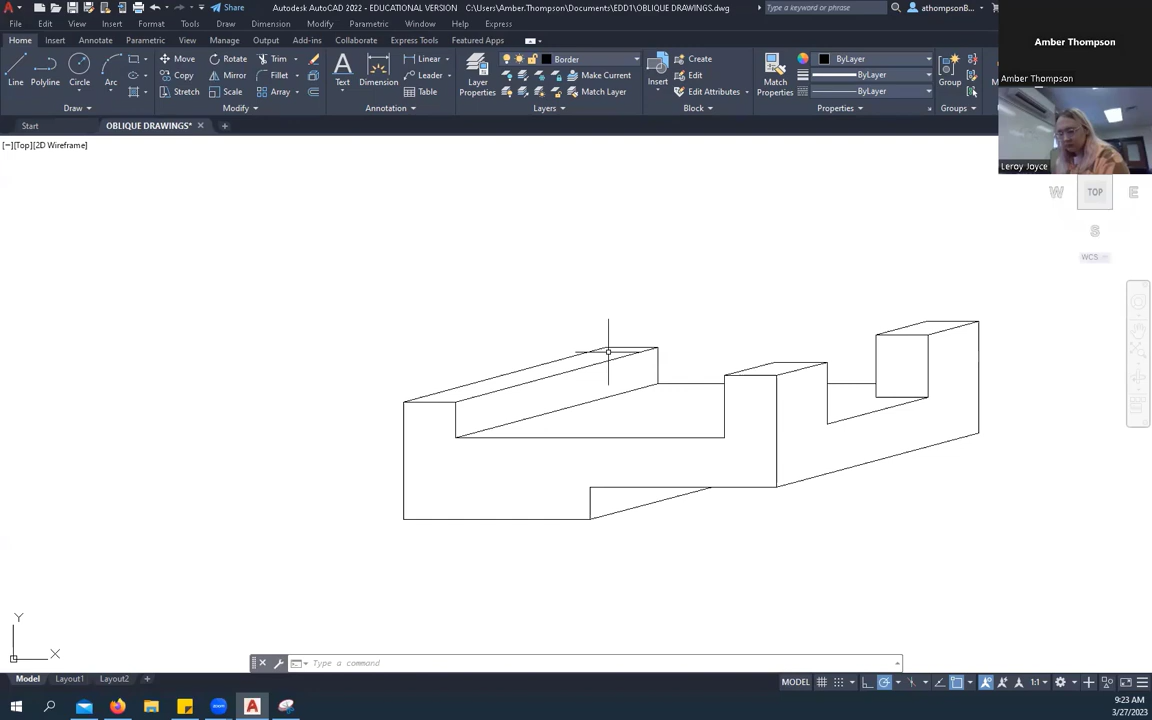 Autodesk AutoCAD 2022 - EDUCATIONAL VERSION C:\Users\Amber.Thompson\Documents\EDD1\OBLIQUE DRAWINGS.dwg
Share
Type a keyword or phrase
athompsonB...
File Edit View Insert Format Tools Draw Dimension Modify Parametric Window Help Express
Home Insert Annotate Parametric View Manage Output Add-ins Collaborate Express Tools Featured Apps
Line Polyline Circle Arc
Draw
Move Rotate Trim
Copy Mirror Fillet
Stretch Scale Array
Modify
Text Dimension
Linear
Leader
Table
Annotation
Layer Properties
Border
Make Current
Match Layer
Layers
Insert
Create
Edit
Edit Attributes
Block
Match Properties
ByLayer
ByLayer
ByLayer
Properties
Group
Groups
Start
OBLIQUE DRAWINGS*
[−][Top][2D Wireframe]
Amber Thompson
Amber Thompson
Leroy Joyce
W TOP E
S
WCS
Y
X
Type a command
Model Layout1 Layout2
MODEL
1:1
9:23 AM
3/27/2023